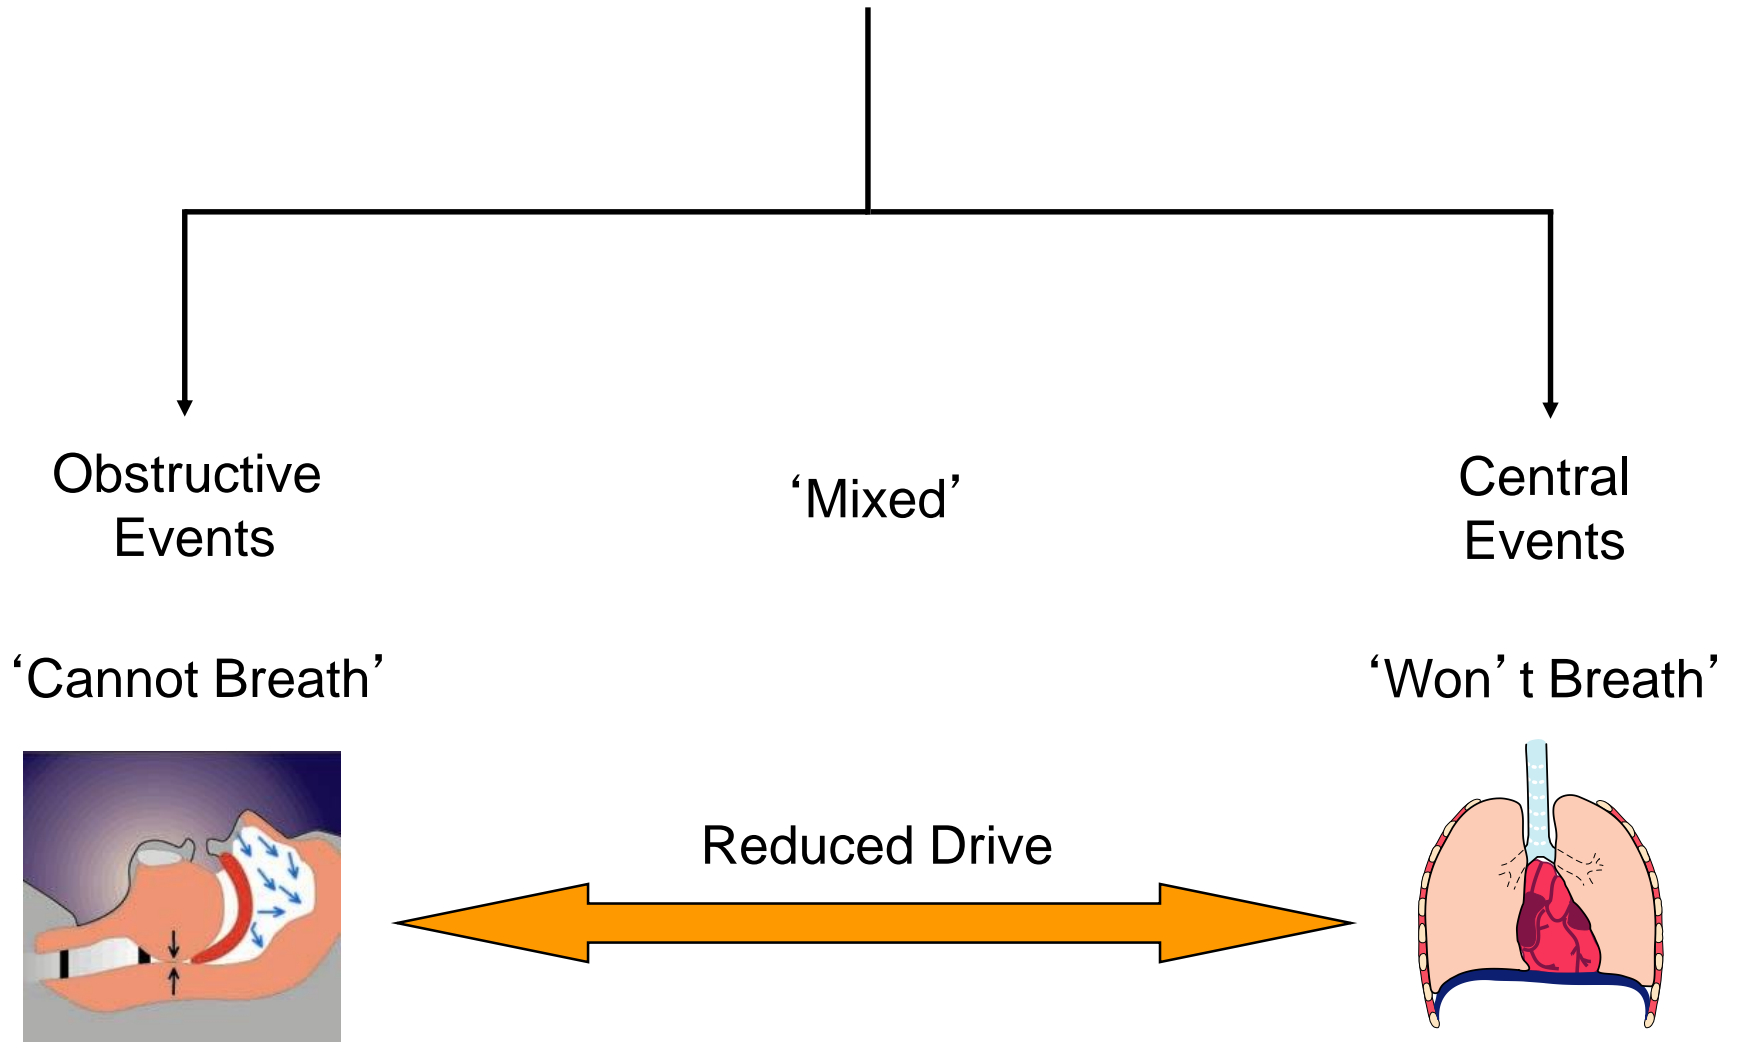 Obstructive
Events
‘Mixed’
Central
Events
‘Cannot Breath’
‘Won’ t Breath’
Reduced Drive